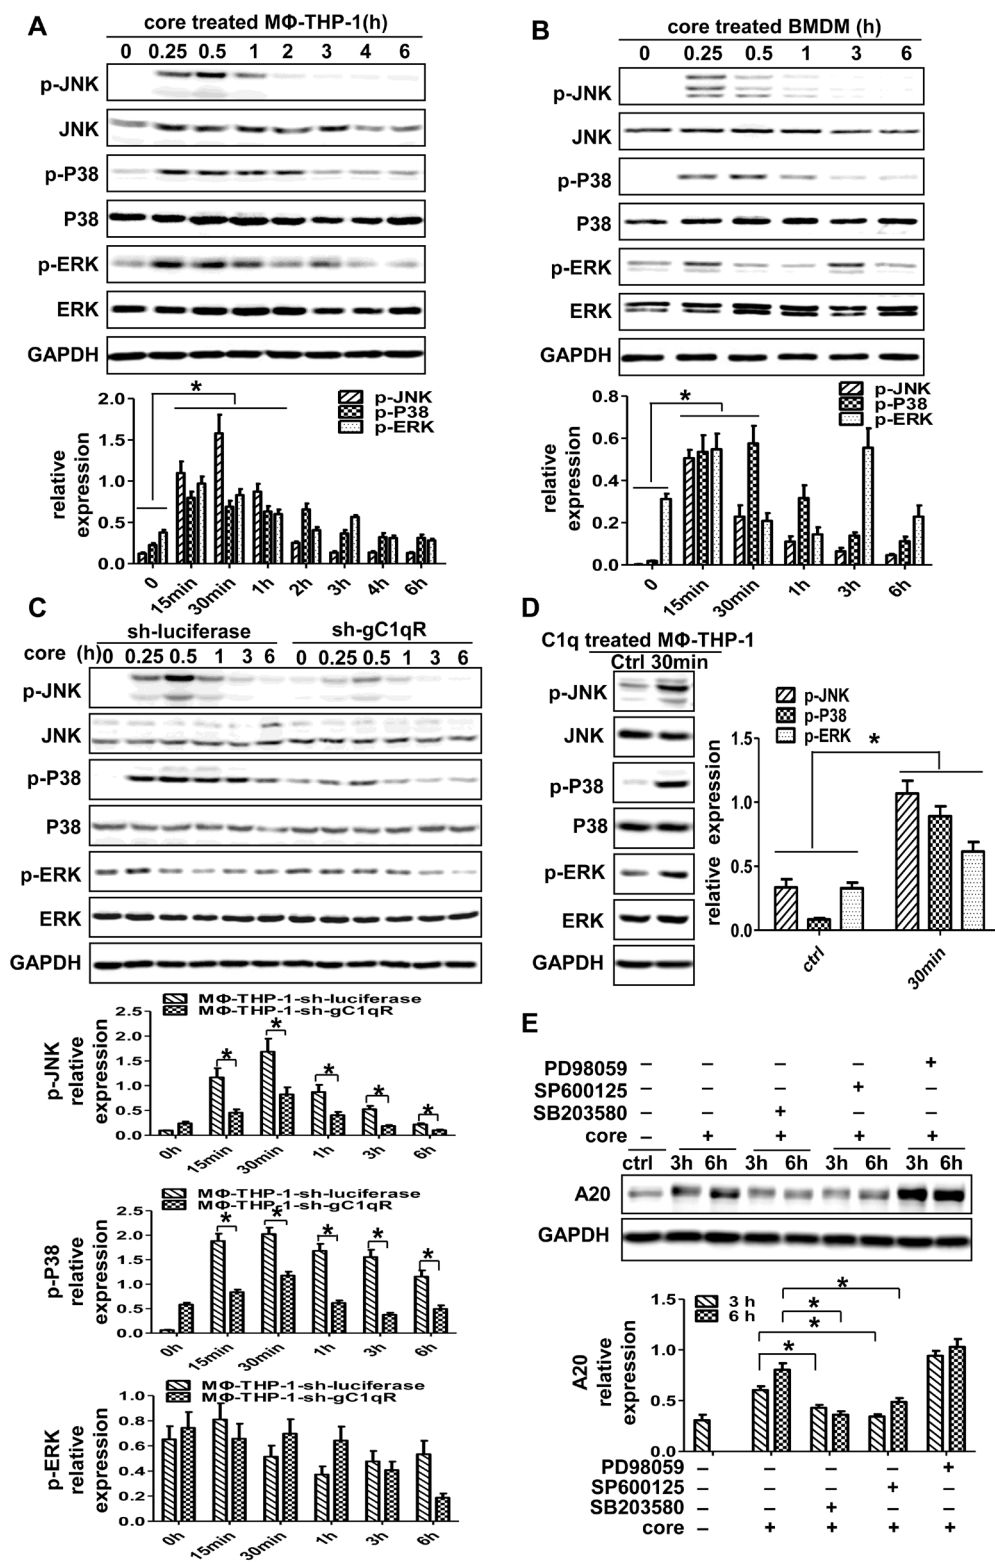 A
core treated MΦ-THP-1(h)
0 0.25 0.5 1 2 3 4 6
p-JNK
JNK
p-P38
P38
p-ERK
ERK
GAPDH
*
p-JNK
p-P38
p-ERK
relative
expression
2.0
1.5
1.0
0.5
0.0
0 15min 30min 1h 2h 3h 4h 6h
B
core treated BMDM (h)
0 0.25 0.5 1 3 6
p-JNK
JNK
p-P38
P38
p-ERK
ERK
GAPDH
*
p-JNK
p-P38
p-ERK
relative
expression
0.8
0.6
0.4
0.2
0.0
0 15min 30min 1h 3h 6h
C
sh-luciferase sh-gC1qR
core (h) 0 0.25 0.5 1 3 6 0 0.25 0.5 1 3 6
p-JNK
JNK
p-P38
P38
p-ERK
ERK
GAPDH
MΦ-THP-1-sh-luciferase
MΦ-THP-1-sh-gC1qR
p-JNK
relative
expression
2.5
2.0
1.5
1.0
0.5
0.0
* * * * *
0h 15min 30min 1h 3h 6h
MΦ-THP-1-sh-luciferase
MΦ-THP-1-sh-gC1qR
p-P38
relative
expression
2.5
2.0
1.5
1.0
0.5
0.0
* * * * *
0h 15min 30min 1h 3h 6h
MΦ-THP-1-sh-luciferase
MΦ-THP-1-sh-gC1qR
p-ERK
relative
expression
1.0
0.8
0.6
0.4
0.2
0.0
0h 15min 30min 1h 3h 6h
D
C1q treated MΦ-THP-1
Ctrl 30min
p-JNK
JNK
p-P38
P38
p-ERK
ERK
GAPDH
p-JNK
p-P38
p-ERK
*
relative expression
1.5
1.0
0.5
0.0
ctrl 30min
E
PD98059 – – – – +
SP600125 – – – + –
SB203580 – – + – –
core – + + + +
ctrl 3h 6h 3h 6h 3h 6h 3h 6h
A20
GAPDH
3 h
6 h
* * * *
A20
relative
expression
1.5
1.0
0.5
0.0
PD98059 – – – – +
SP600125 – – – + –
SB203580 – – + – –
core – + + + +